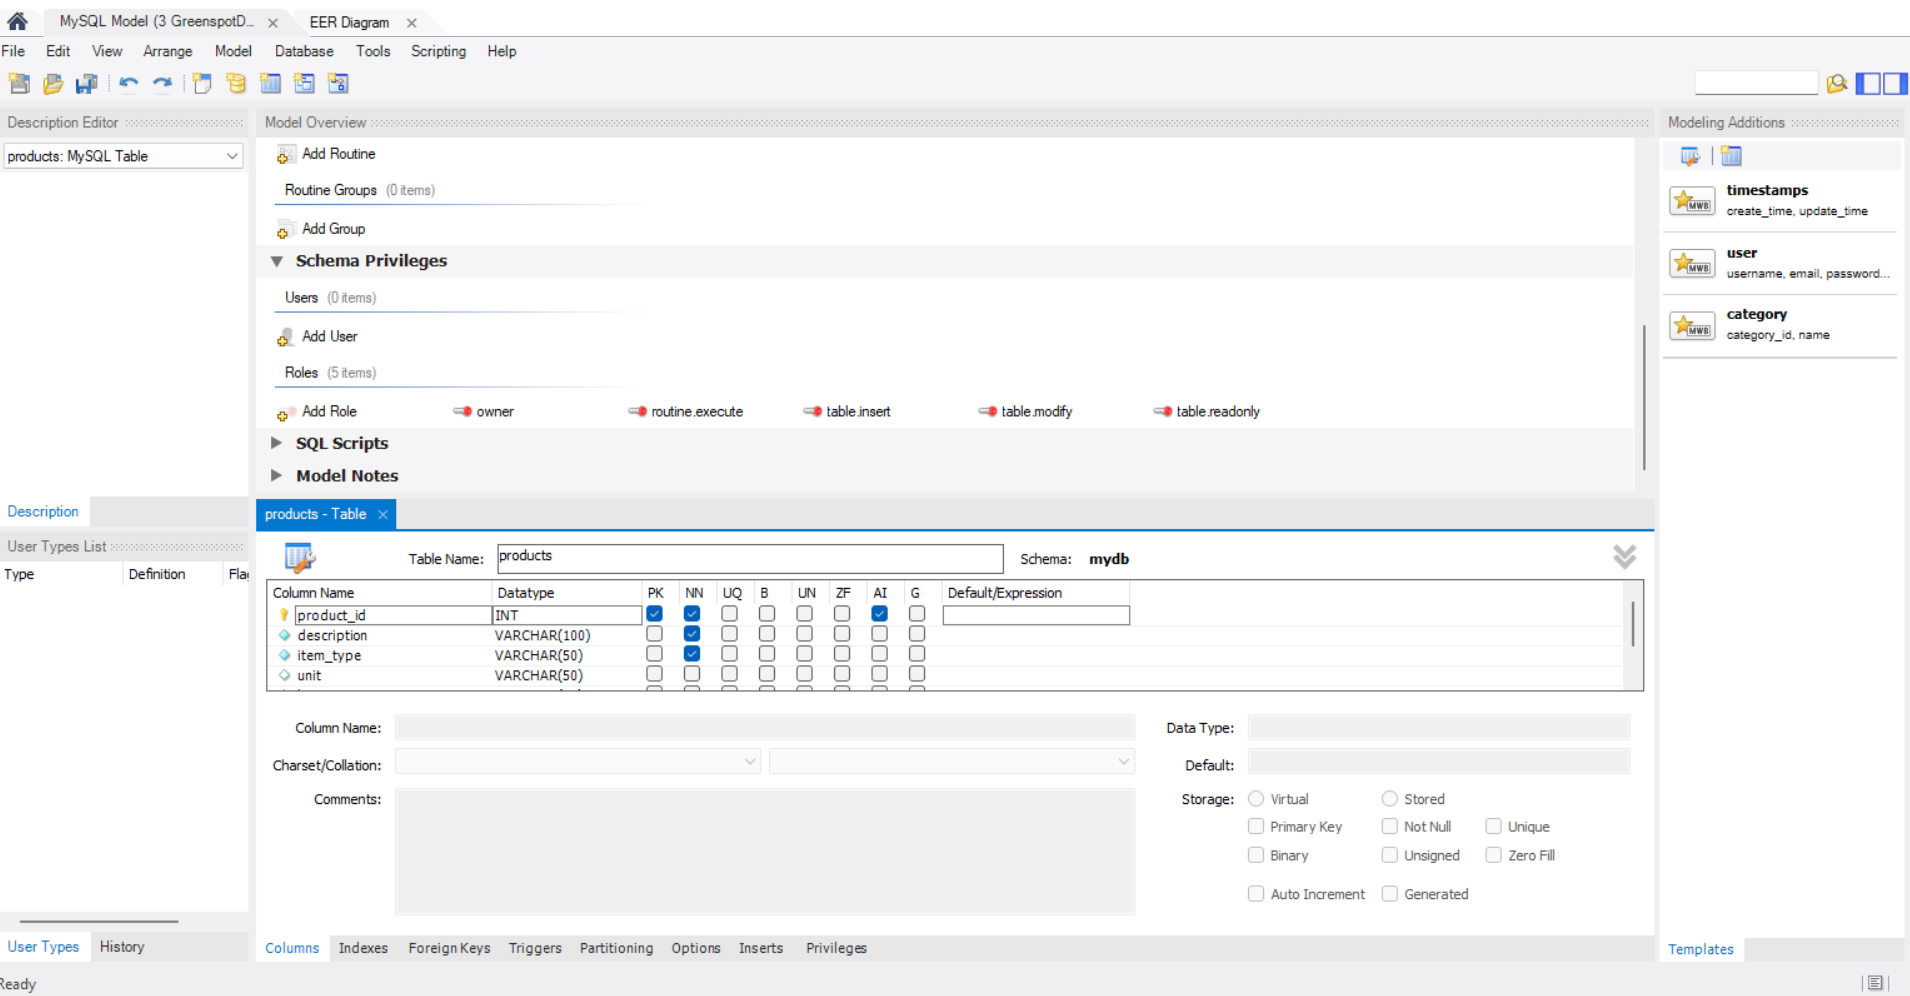 MySQL Model (3 GreenspotD...
EER Diagram
File Edit View Arrange Model Database Tools Scripting Help
Description Editor
Model Overview
Modeling Additions
products: MySQL Table
Add Routine
Routine Groups (0 items)
Add Group
Schema Privileges
Users (0 items)
Add User
Roles (5 items)
Add Role owner routine.execute table.insert table.modify table.readonly
SQL Scripts
Model Notes
MWB
timestamps
create_time, update_time
MWB
user
username, email, password...
MWB
category
category_id, name
Description
products - Table
User Types List
Type Definition Flag
Table Name: products Schema: mydb
Column Name Datatype PK NN UQ B UN ZF AI G Default/Expression
product_id INT
description VARCHAR(100)
item_type VARCHAR(50)
unit VARCHAR(50)
Column Name: Data Type:
Charset/Collation: Default:
Comments: Storage: Virtual Stored
Primary Key Not Null Unique
Binary Unsigned Zero Fill
Auto Increment Generated
User Types History
Columns Indexes Foreign Keys Triggers Partitioning Options Inserts Privileges
Templates
Ready